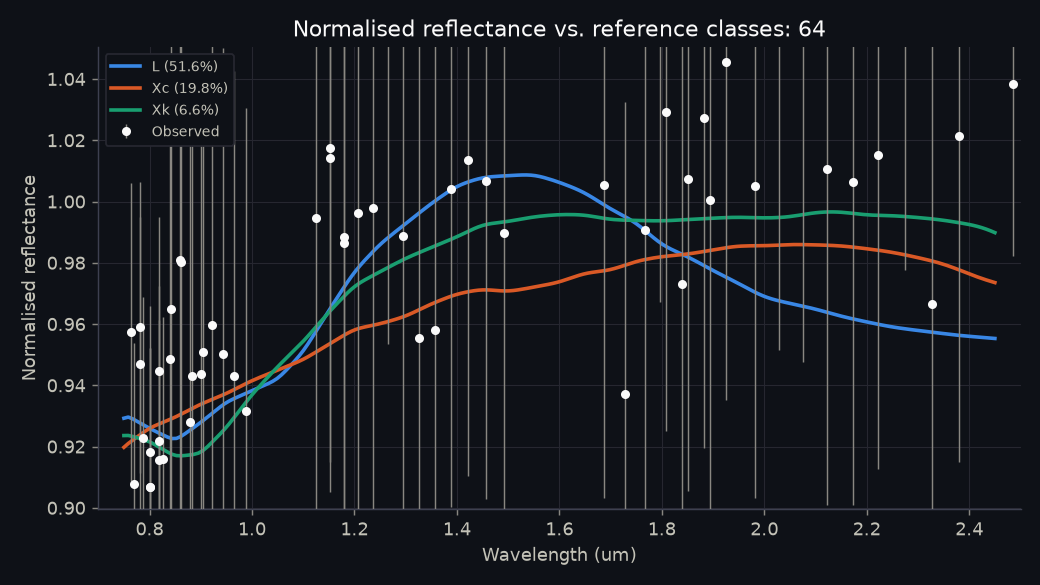 Normalised reflectance vs. reference classes: 64
L (51.6%)
Xc (19.8%)
Xk (6.6%)
Observed
Normalised reflectance
1.04
1.02
1.00
0.98
0.96
0.94
0.92
0.90
0.8 1.0 1.2 1.4 1.6 1.8 2.0 2.2 2.4
Wavelength (um)